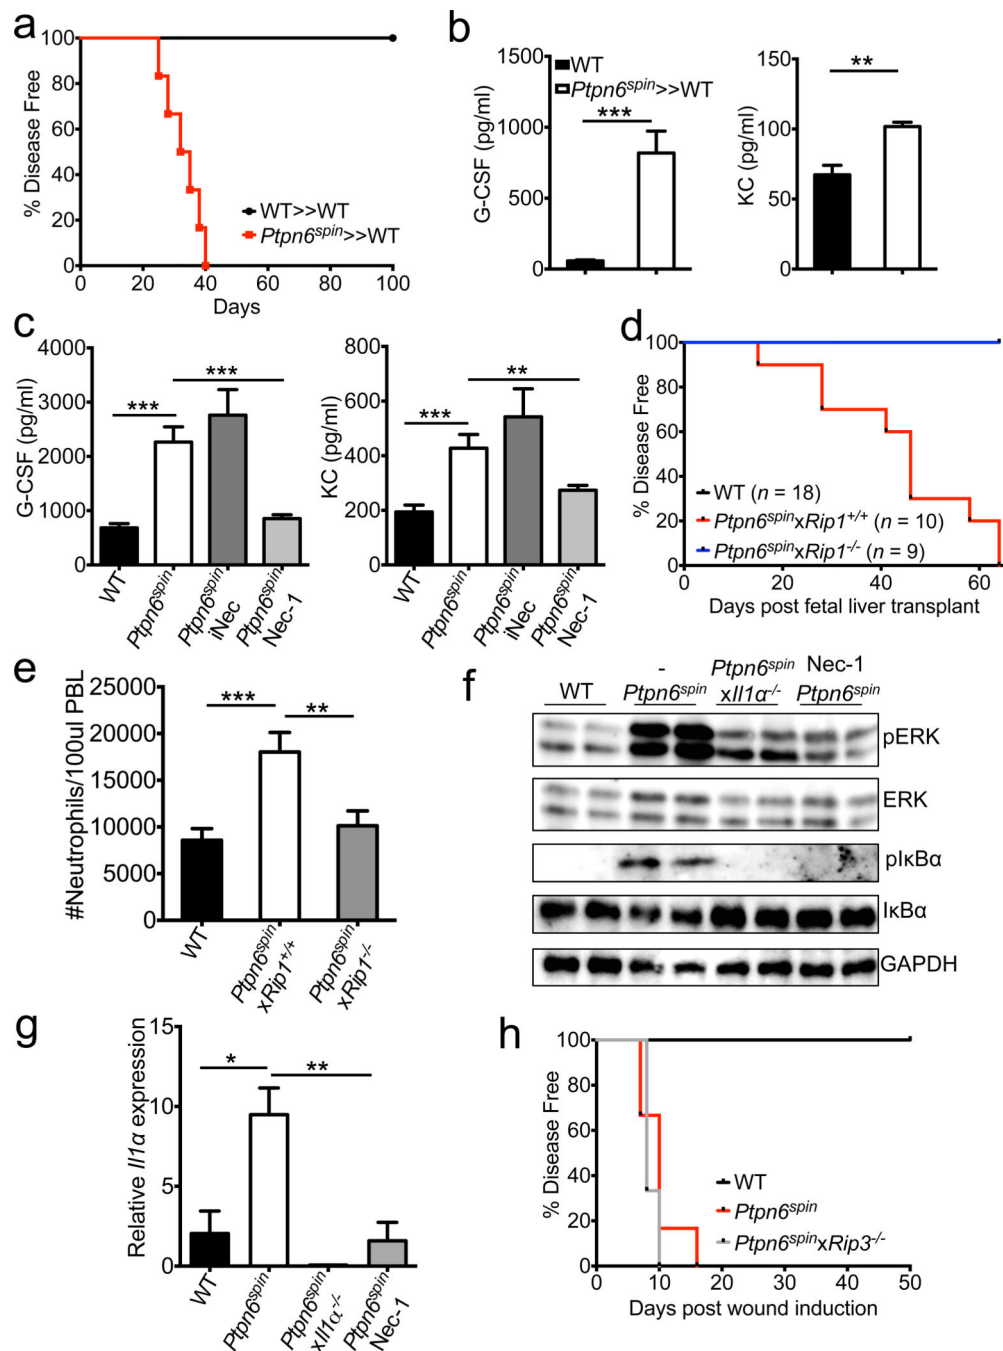 a
100
80
60
40
20
0
% Disease Free
WT>>WT
Ptpn6spin>>WT
0 20 40 60 80 100
Days
b
1500
1000
500
0
G-CSF (pg/ml)
WT
Ptpn6spin>>WT
***
150
100
50
0
KC (pg/ml)
**
c
4000
3000
2000
1000
0
G-CSF (pg/ml)
***
***
WT
Ptpn6spin
Ptpn6spin
iNec
Ptpn6spin
Nec-1
800
600
400
200
0
KC (pg/ml)
***
**
WT
Ptpn6spin
Ptpn6spin
iNec
Ptpn6spin
Nec-1
d
100
80
60
40
20
0
% Disease Free
WT (n = 18)
Ptpn6spinxRip1+/+ (n = 10)
Ptpn6spinxRip1-/- (n = 9)
0 20 40 60
Days post fetal liver transplant
e
25000
20000
15000
10000
5000
0
#Neutrophils/100ul PBL
***
**
WT
Ptpn6spin
xRip1+/+
Ptpn6spin
xRip1-/-
f
WT
-
Ptpn6spin
Ptpn6spin
xIl1α-/-
Nec-1
Ptpn6spin
pERK
ERK
pIκBα
IκBα
GAPDH
g
15
10
5
0
Relative Il1α expression
*
**
WT
Ptpn6spin
Ptpn6spin
xIl1α-/-
Ptpn6spin
Nec-1
h
100
80
60
40
20
0
% Disease Free
WT
Ptpn6spin
Ptpn6spinxRip3-/-
0 10 20 30 40 50
Days post wound induction